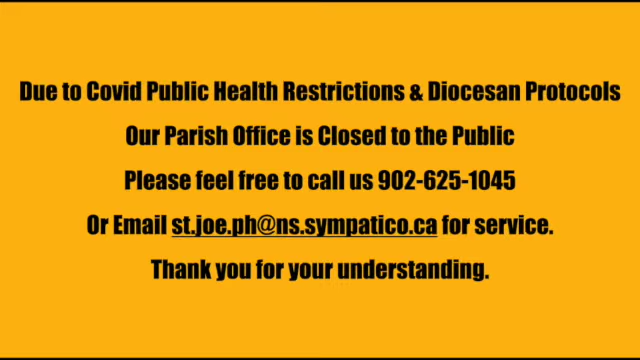 Due to Covid Public Health Restrictions & Diocesan Protocols
Our Parish Office is Closed to the Public
Please feel free to call us 902-625-1045
Or Email st.joe.ph@ns.sympatico.ca for service.
Thank you for your understanding.